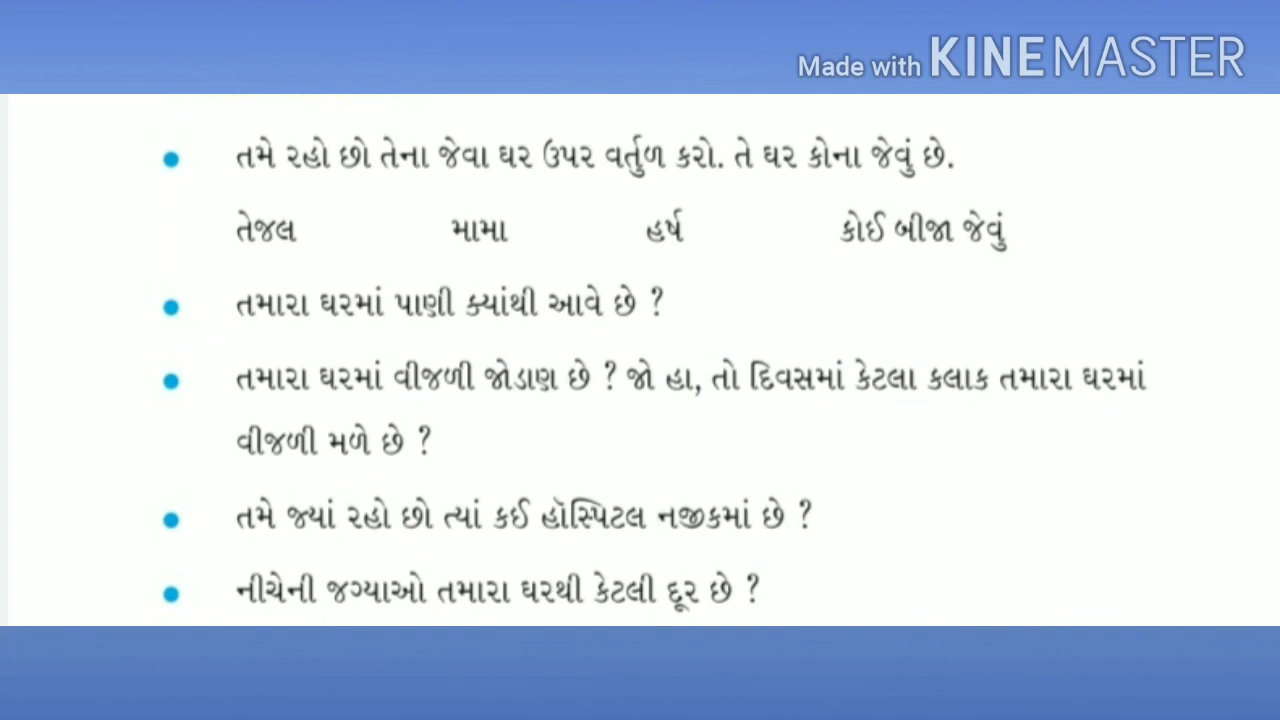 Made with KINEMASTER
• તમે રહો છો તેના જેવા ઘર ઉપર વર્તુળ કરો. તે ઘર કોના જેવું છે.
તેજલ મામા હર્ષ કોઈ બીજા જેવું
• તમારા ઘરમાં પાણી ક્યાંથી આવે છે ?
• તમારા ઘરમાં વીજળી જોડાણ છે ? જો હા, તો દિવસમાં કેટલા કલાક તમારા ઘરમાં
વીજળી મળે છે ?
• તમે જ્યાં રહો છો ત્યાં કઈ હૉસ્પિટલ નજીકમાં છે ?
• નીચેની જગ્યાઓ તમારા ઘરથી કેટલી દૂર છે ?